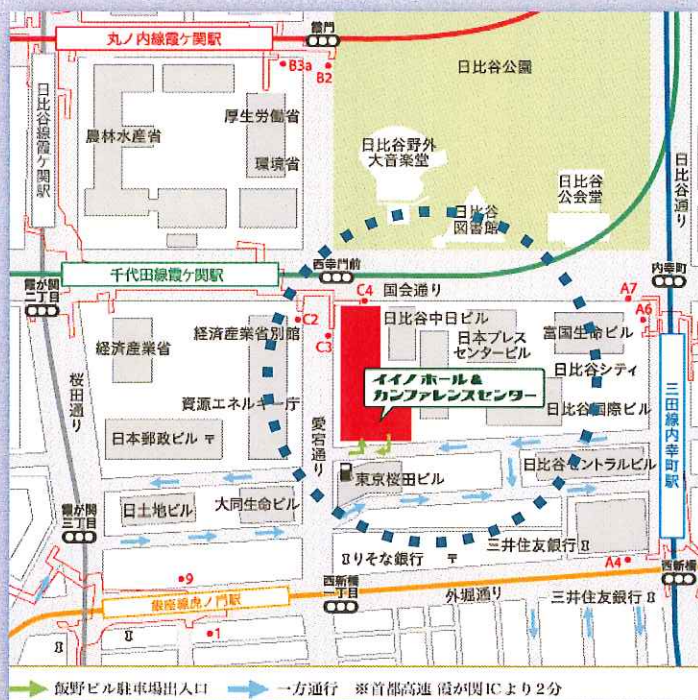 丸ノ内線霞ケ関駅
霞門
B3a
B2
日比谷公園
日比谷線霞ケ関駅
厚生労働省
農林水産省
環境省
日比谷野外
大音楽堂
日比谷
公会堂
日比谷
図書館
日比谷通り
千代田線霞ケ関駅
西幸門前
内幸町
国会通り
霞が関
二丁目
C4
A7
A6
C2
C3
経済産業省別館
経済産業省
日比谷中日ビル
日本プレス
センタービル
富国生命ビル
日比谷シティ
イイノホール&
カンファレンスセンター
桜田通り
資源エネルギー庁
日比谷国際ビル
三田線内幸町駅
愛宕通り
日本郵政ビル 〒
東京桜田ビル
日比谷セントラルビル
霞が関
三丁目
日土地ビル
大同生命ビル
りそな銀行
〒
三井住友銀行
A4
西新橋
9
銀座線虎ノ門駅
西新橋
一丁目
外堀通り
三井住友銀行
1
飯野ビル駐車場出入口
一方通行
※首都高速 霞が関ICより2分